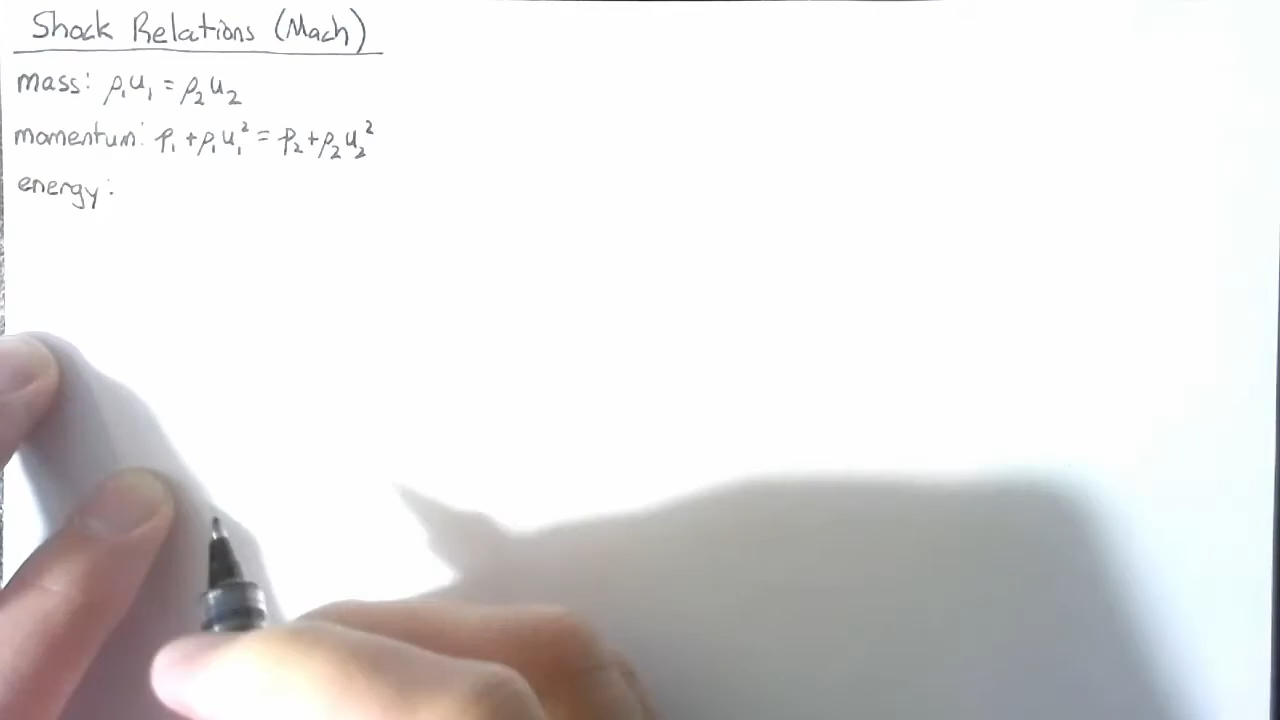 Shock Relations (Mach)
mass: ρ₁u₁ = ρ₂u₂
momentum: p₁ + ρ₁u₁² = p₂ + ρ₂u₂²
energy: